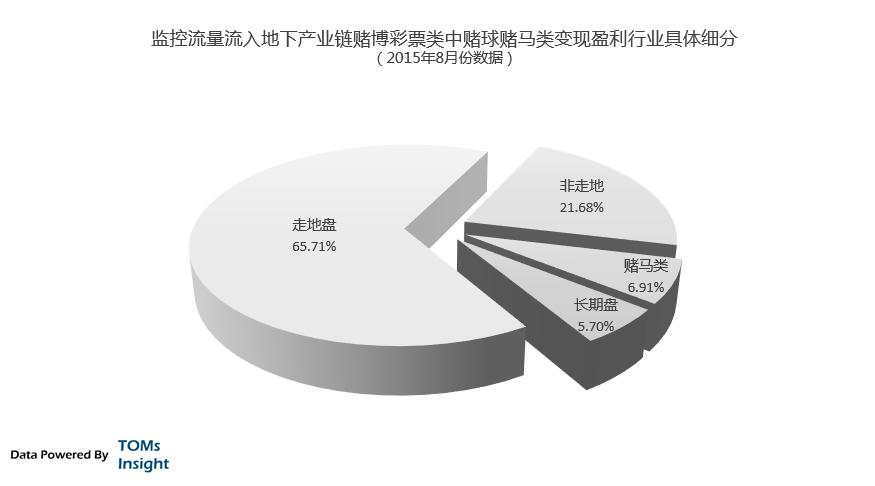 监控流量流入地下产业链赌博彩票类中赌球赌马类变现盈利行业具体细分
（2015年8月份数据）
非走地
21.68%
走地盘
65.71%
赌马类
6.91%
长期盘
5.70%
Data Powered By
TOMs
Insight